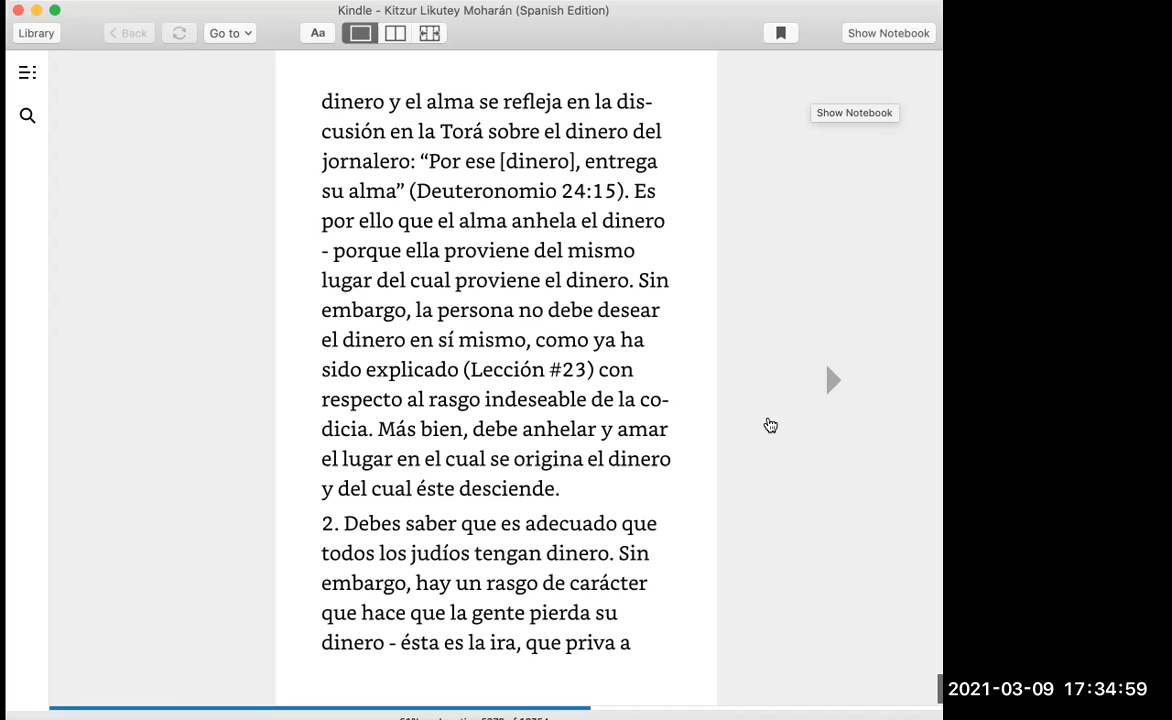 Kindle - Kitzur Likutey Moharán (Spanish Edition)
Library
Back
Go to
Aa
Show Notebook
Show Notebook
dinero y el alma se refleja en la dis-
cusión en la Torá sobre el dinero del
jornalero: “Por ese [dinero], entrega
su alma” (Deuteronomio 24:15). Es
por ello que el alma anhela el dinero
- porque ella proviene del mismo
lugar del cual proviene el dinero. Sin
embargo, la persona no debe desear
el dinero en sí mismo, como ya ha
sido explicado (Lección #23) con
respecto al rasgo indeseable de la co-
dicia. Más bien, debe anhelar y amar
el lugar en el cual se origina el dinero
y del cual éste desciende.
2. Debes saber que es adecuado que
todos los judíos tengan dinero. Sin
embargo, hay un rasgo de carácter
que hace que la gente pierda su
dinero - ésta es la ira, que priva a
2021-03-09 17:34:59